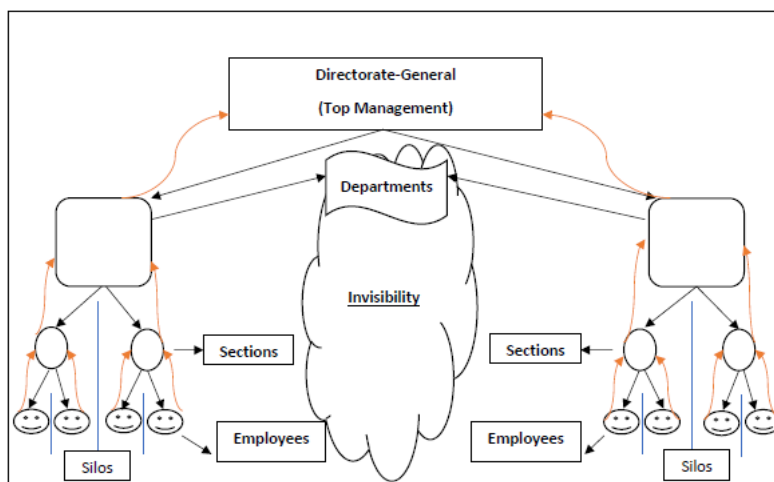 Directorate-General
(Top Management)
Departments
Invisibility
Sections
Sections
Employees
Employees
Silos
Silos